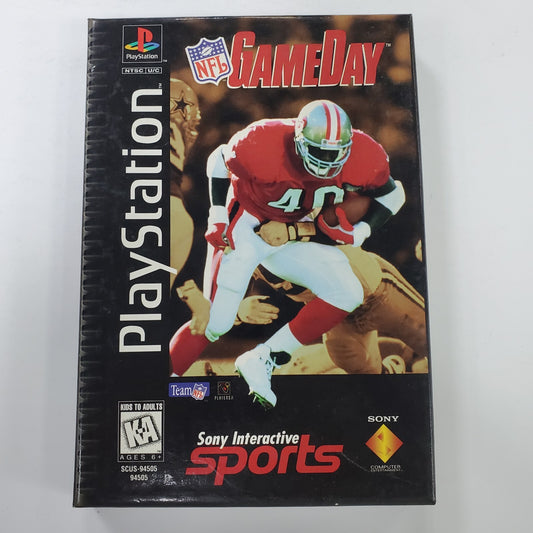 PlayStation
NTSC U/C
PlayStation
NFL
GAMEDAY
40
Team NFL
PLAYERS
KIDS TO ADULTS
K-A
AGES 6+
SCUS-94505
94505
Sony Interactive
sports
SONY
COMPUTER
ENTERTAINMENT